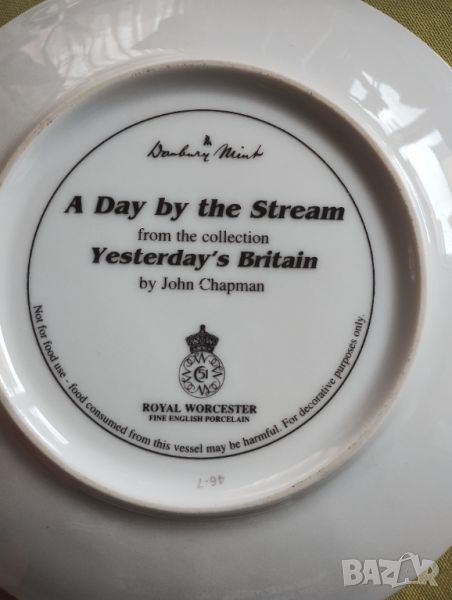 Danbury Mint
A Day by the Stream
from the collection
Yesterday's Britain
by John Chapman
51
ROYAL WORCESTER
FINE ENGLISH PORCELAIN
Not for food use - food consumed from this vessel may be harmful. For decorative purposes only.
46-7
bazar.bg